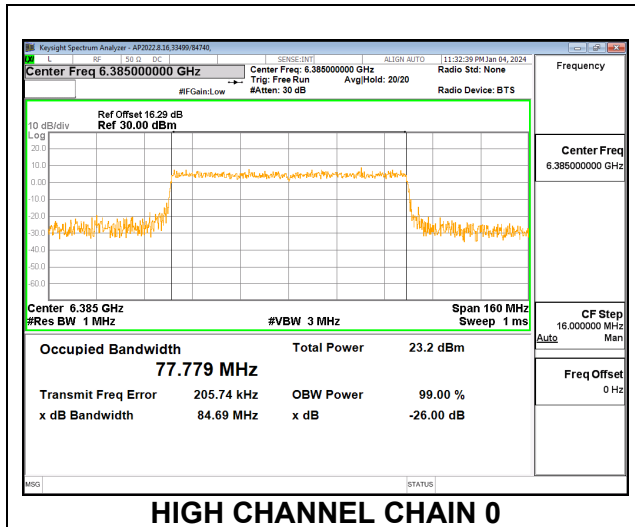 Keysight Spectrum Analyzer - AP2022.8.16,33499/84740,
L RF 50 Ω DC SENSE:INT ALIGN AUTO 11:32:39 PM Jan 04, 2024
Center Freq 6.385000000 GHz Center Freq: 6.385000000 GHz Radio Std: None Frequency
Trig: Free Run Avg|Hold: 20/20
#IFGain:Low #Atten: 30 dB Radio Device: BTS
Ref Offset 16.29 dB
10 dB/div Ref 30.00 dBm
Log
20.0
10.0
0.00
-10.0
-20.0
-30.0
-40.0
-50.0
-60.0
Center Freq
6.385000000 GHz
Center 6.385 GHz Span 160 MHz
#Res BW 1 MHz #VBW 3 MHz Sweep 1 ms
CF Step
16.000000 MHz
Auto Man
Occupied Bandwidth Total Power 23.2 dBm
77.779 MHz
Transmit Freq Error 205.74 kHz OBW Power 99.00 %
x dB Bandwidth 84.69 MHz x dB -26.00 dB
Freq Offset
0 Hz
MSG STATUS
HIGH CHANNEL CHAIN 0